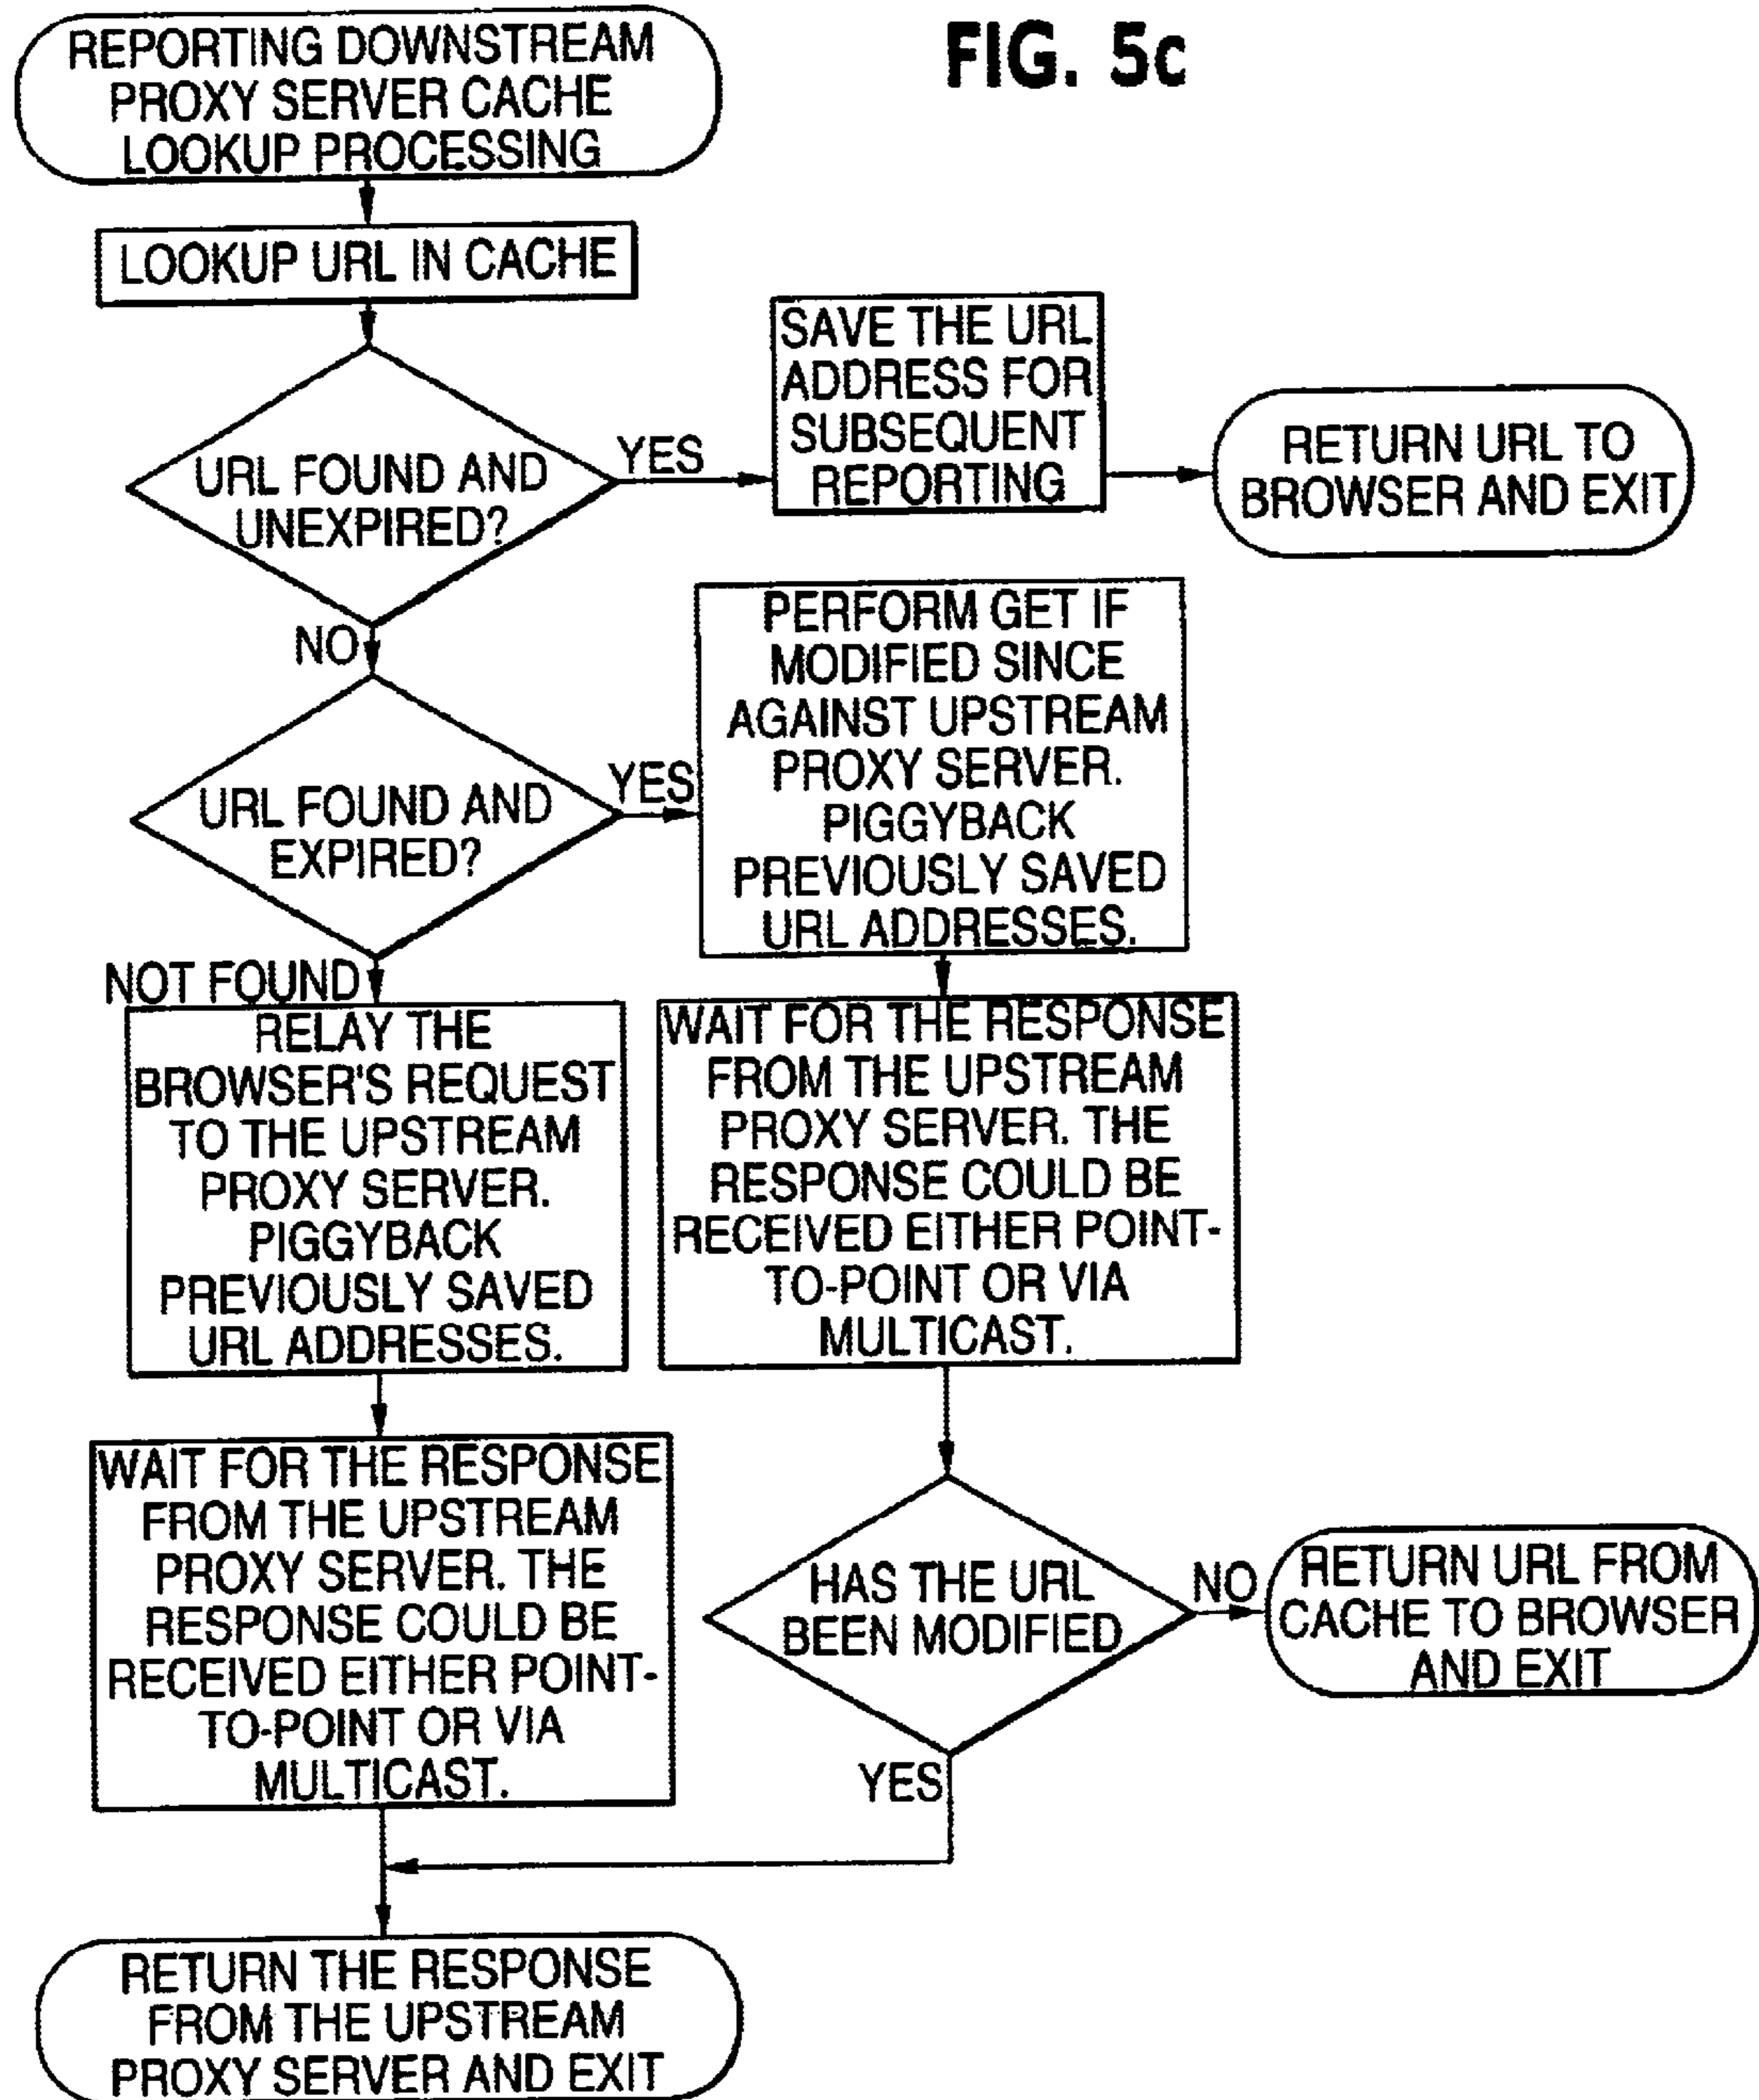 FIG. 5c
REPORTING DOWNSTREAM
PROXY SERVER CACHE
LOOKUP PROCESSING
LOOKUP URL IN CACHE
URL FOUND AND
UNEXPIRED?
YES
SAVE THE URL
ADDRESS FOR
SUBSEQUENT
REPORTING
RETURN URL TO
BROWSER AND EXIT
NO
URL FOUND AND
EXPIRED?
YES
PERFORM GET IF
MODIFIED SINCE
AGAINST UPSTREAM
PROXY SERVER.
PIGGYBACK
PREVIOUSLY SAVED
URL ADDRESSES.
NOT FOUND
RELAY THE
BROWSER'S REQUEST
TO THE UPSTREAM
PROXY SERVER.
PIGGYBACK
PREVIOUSLY SAVED
URL ADDRESSES.
WAIT FOR THE RESPONSE
FROM THE UPSTREAM
PROXY SERVER. THE
RESPONSE COULD BE
RECEIVED EITHER POINT-
TO-POINT OR VIA
MULTICAST.
WAIT FOR THE RESPONSE
FROM THE UPSTREAM
PROXY SERVER. THE
RESPONSE COULD BE
RECEIVED EITHER POINT-
TO-POINT OR VIA
MULTICAST.
HAS THE URL
BEEN MODIFIED
NO
RETURN URL FROM
CACHE TO BROWSER
AND EXIT
YES
RETURN THE RESPONSE
FROM THE UPSTREAM
PROXY SERVER AND EXIT